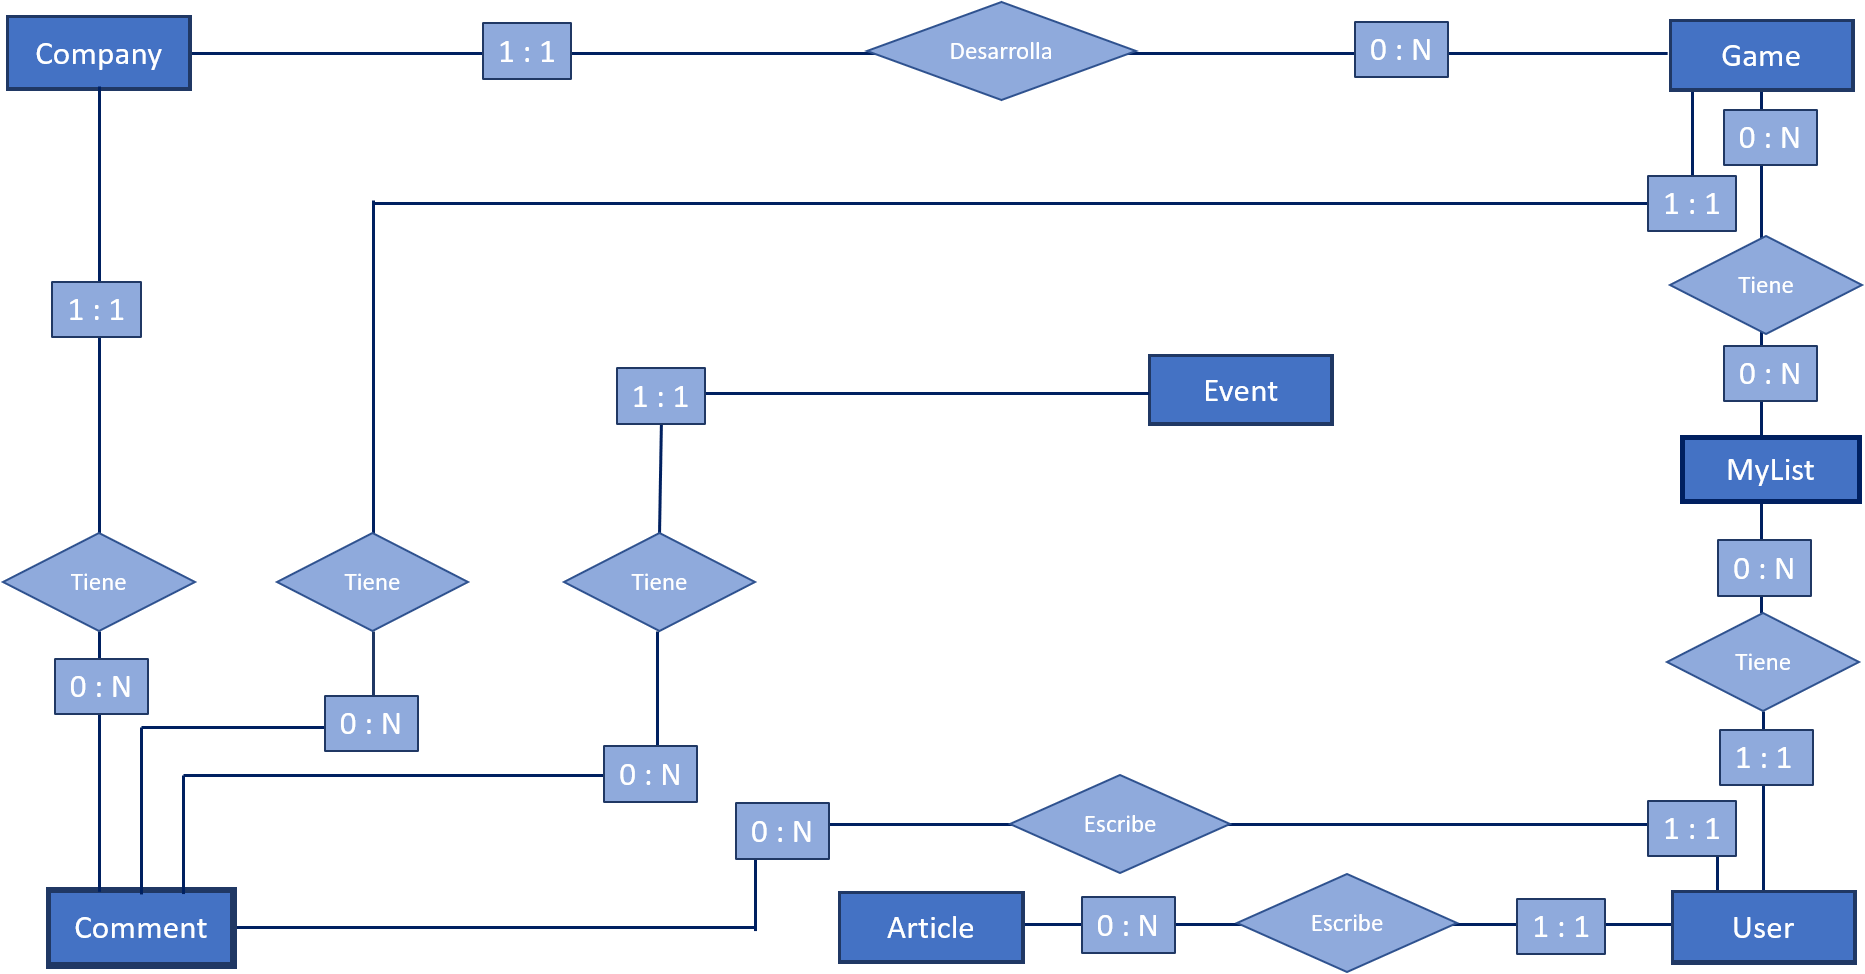 Company
1 : 1
Desarrolla
0 : N
Game
0 : N
1 : 1
Tiene
1 : 1
0 : N
1 : 1
Event
MyList
0 : N
Tiene
Tiene
Tiene
Tiene
0 : N
0 : N
1 : 1
0 : N
0 : N
Escribe
1 : 1
Comment
Article
0 : N
Escribe
1 : 1
User